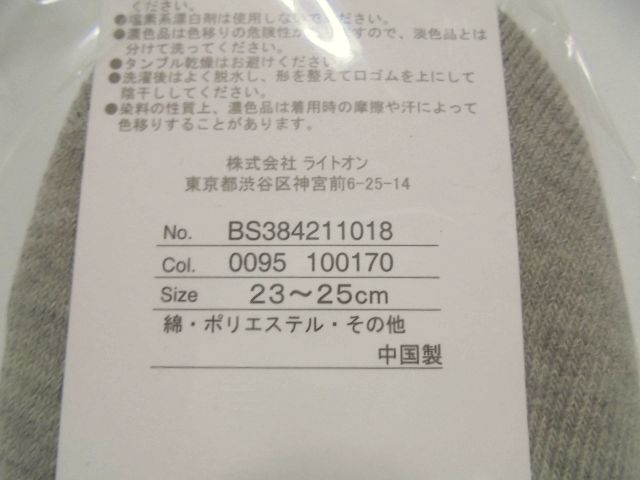 ください。
●塩素系漂白剤は使用しないでください。
●濃色品は色移りの危険性がありますので、淡色品とは
分けて洗ってください。
●タンブル乾燥はお避けください。
●洗濯後はよく脱水し、形を整えて口ゴムを上にして
陰干ししてください。
●染料の性質上、濃色品は着用時の摩擦や汗によって
色移りすることがあります。
株式会社 ライトオン
東京都渋谷区神宮前6-25-14
No. BS384211018
Col. 0095 100170
Size 23～25cm
綿・ポリエステル・その他
中国製